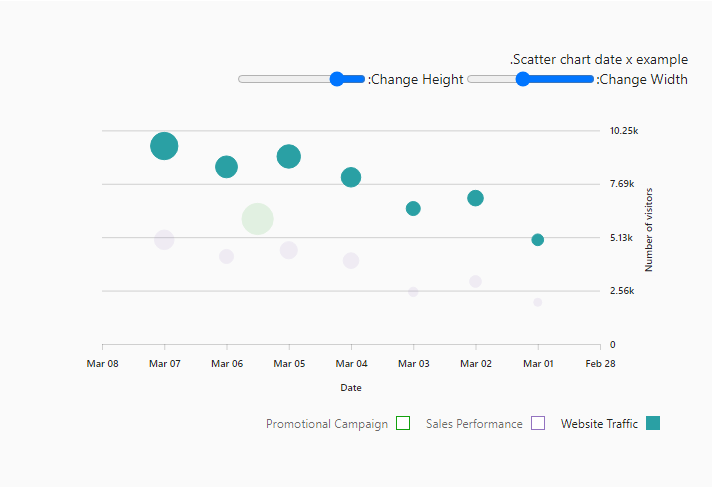 .Scatter chart date x example
:Change Width
:Change Height
10.25k
7.69k
5.13k
2.56k
0
Number of visitors
Mar 08 Mar 07 Mar 06 Mar 05 Mar 04 Mar 03 Mar 02 Mar 01 Feb 28
Date
Promotional Campaign Sales Performance Website Traffic